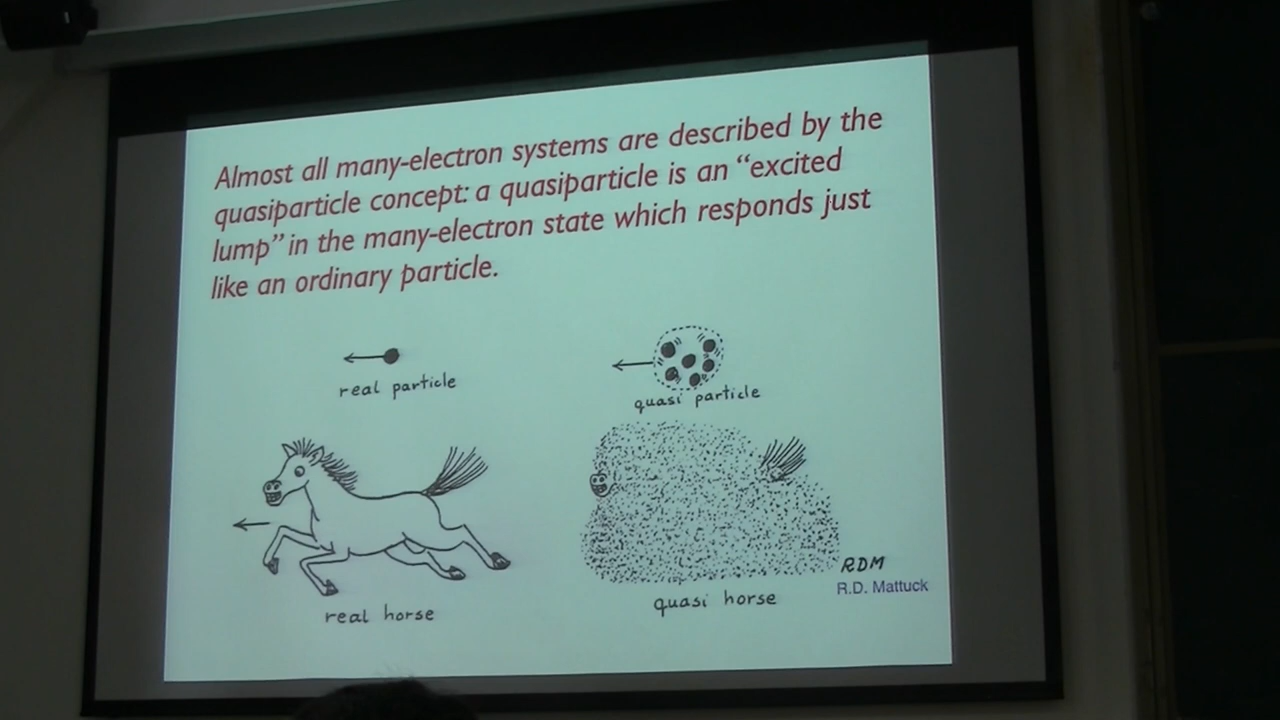 Almost all many-electron systems are described by the
quasiparticle concept: a quasiparticle is an “excited
lump” in the many-electron state which responds just
like an ordinary particle.
real particle
quasi particle
real horse
quasi horse
RDM
R.D. Mattuck